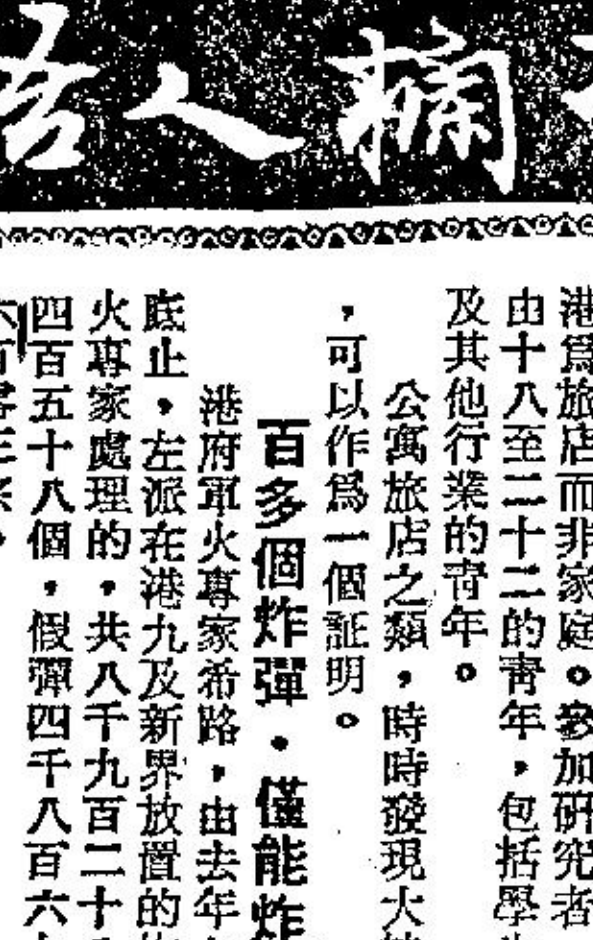 人
港爲旅店而非家庭。參加研究者
由十八至二十二的靑年，包括學
及其他行業的靑年。
公寓旅店之類，時時發現大
，可以作爲一個証明。
百多個炸彈・僅能炸
港府軍火專家希路，由去年
底止，左派在港九及新界放置的
火專家處理的，共八千九百二十
四百五十八個，假彈四千八百六